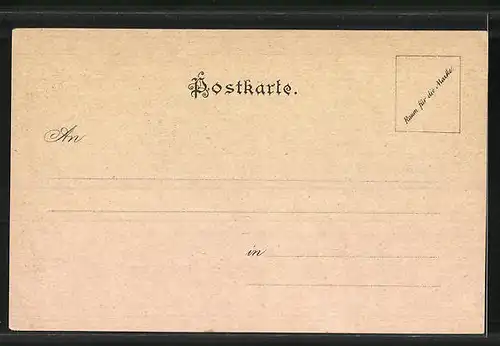 Postkarte.
Raum für die Marke
An
in